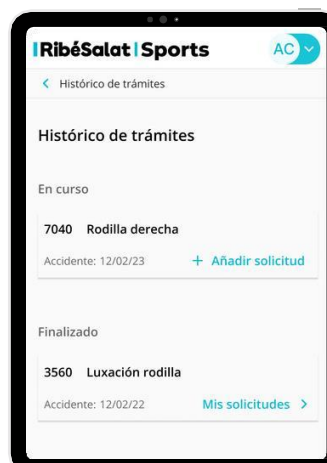 RibéSalat Sports
AC
Histórico de trámites
Histórico de trámites
En curso
7040 Rodilla derecha
Accidente: 12/02/23 + Añadir solicitud
Finalizado
3560 Luxación rodilla
Accidente: 12/02/22 Mis solicitudes